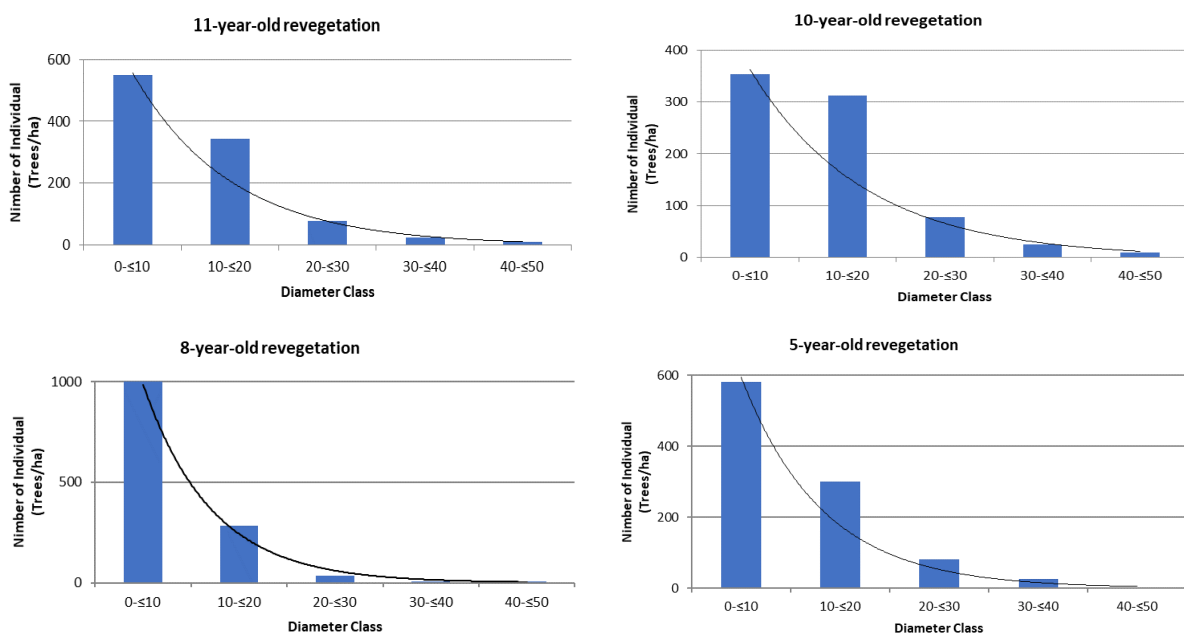 11-year-old revegetation
Nimber of Individual
(Trees/ha)
600
400
200
0
0-≤10 10-≤20 20-≤30 30-≤40 40-≤50
Diameter Class
10-year-old revegetation
Nimber of Individual
(Trees/ha)
400
300
200
100
0
0-≤10 10-≤20 20-≤30 30-≤40 40-≤50
Diameter Class
8-year-old revegetation
Nimber of Individual
(Trees/ha)
1000
500
0
0-≤10 10-≤20 20-≤30 30-≤40 40-≤50
Diameter Class
5-year-old revegetation
Nimber of Individual
(Trees/ha)
600
400
200
0
0-≤10 10-≤20 20-≤30 30-≤40 40-≤50
Diameter Class